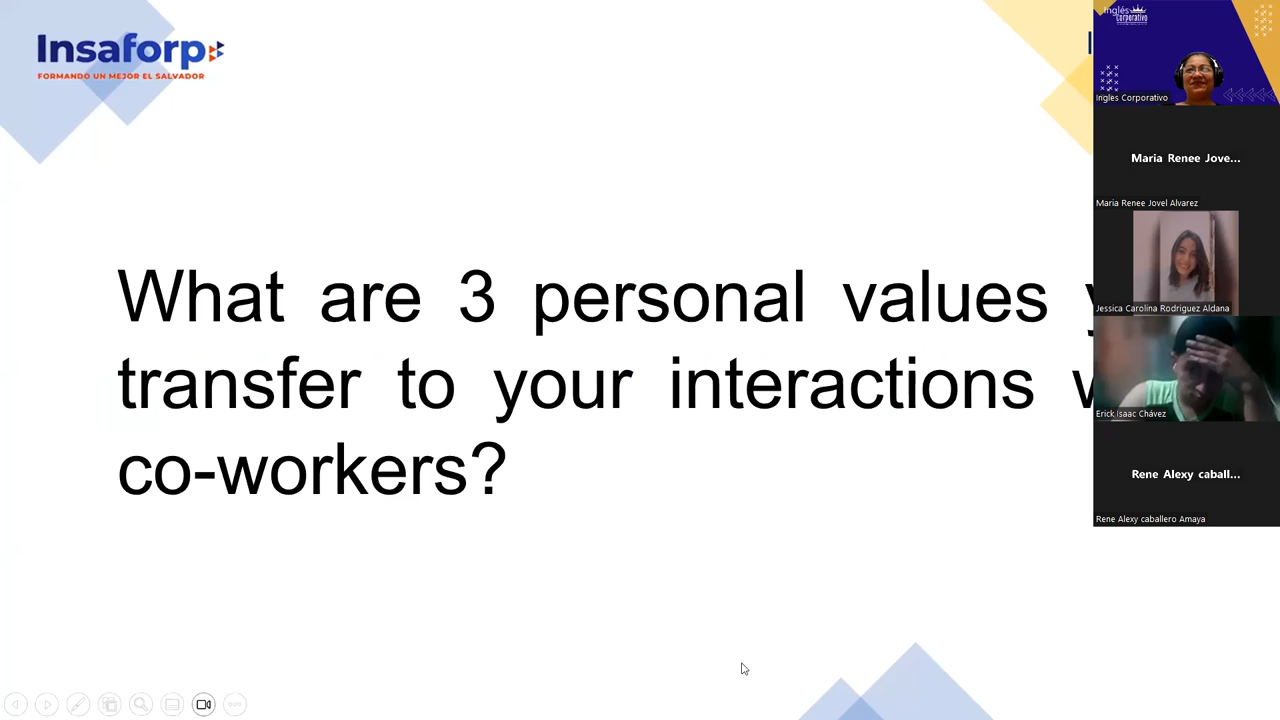 Insaforp
FORMANDO UN MEJOR EL SALVADOR
What are 3 personal values
transfer to your interactions
co-workers?
Inglés
Corporativo
Ingles Corporativo
Maria Renee Jove...
Maria Renee Jovel Alvarez
Jessica Carolina Rodriguez Aldana
Erick Isaac Chávez
Rene Alexy caball...
Rene Alexy caballero Amaya